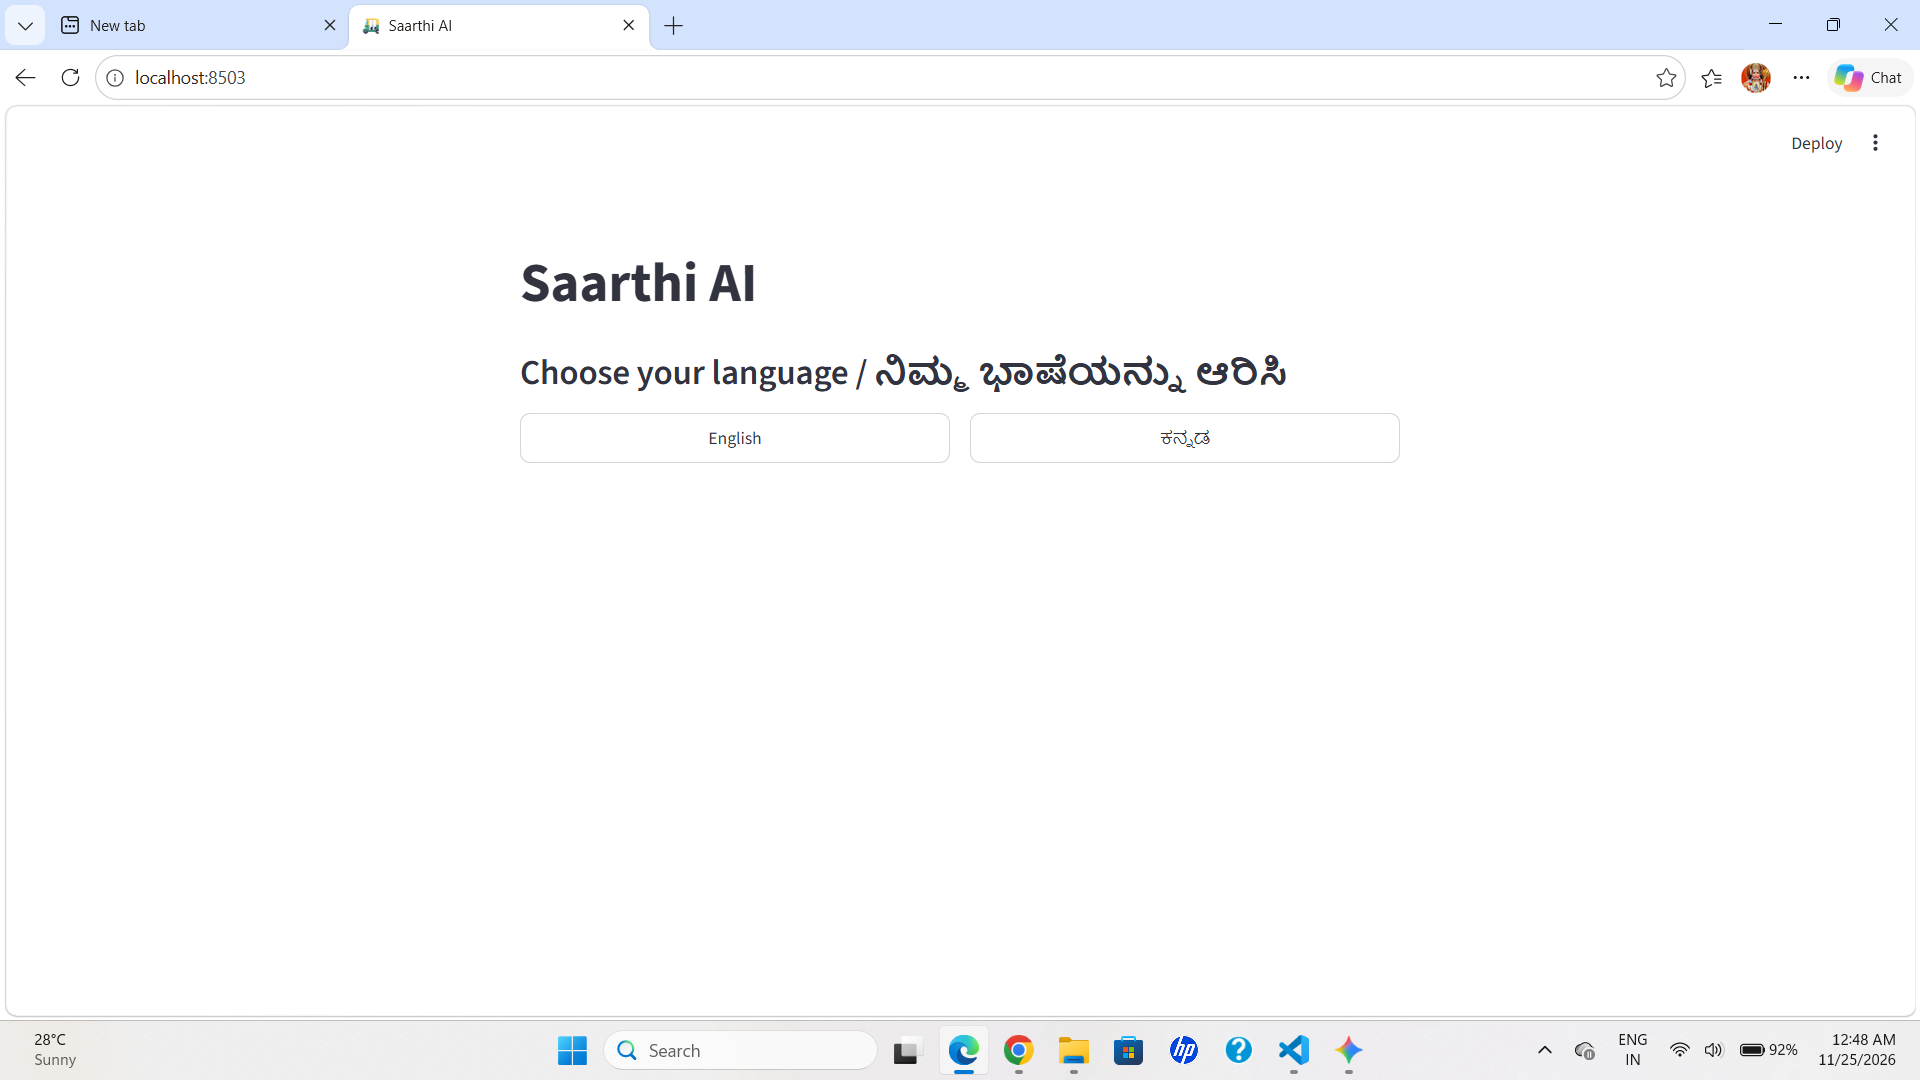 New tab
Saarthi AI
localhost:8503
Chat
Deploy
Saarthi AI
Choose your language / ನಿಮ್ಮ ಭಾಷೆಯನ್ನು ಆರಿಸಿ
English
ಕನ್ನಡ
28°C
Sunny
Search
hp
ENG
IN
92%
12:48 AM
11/25/2026